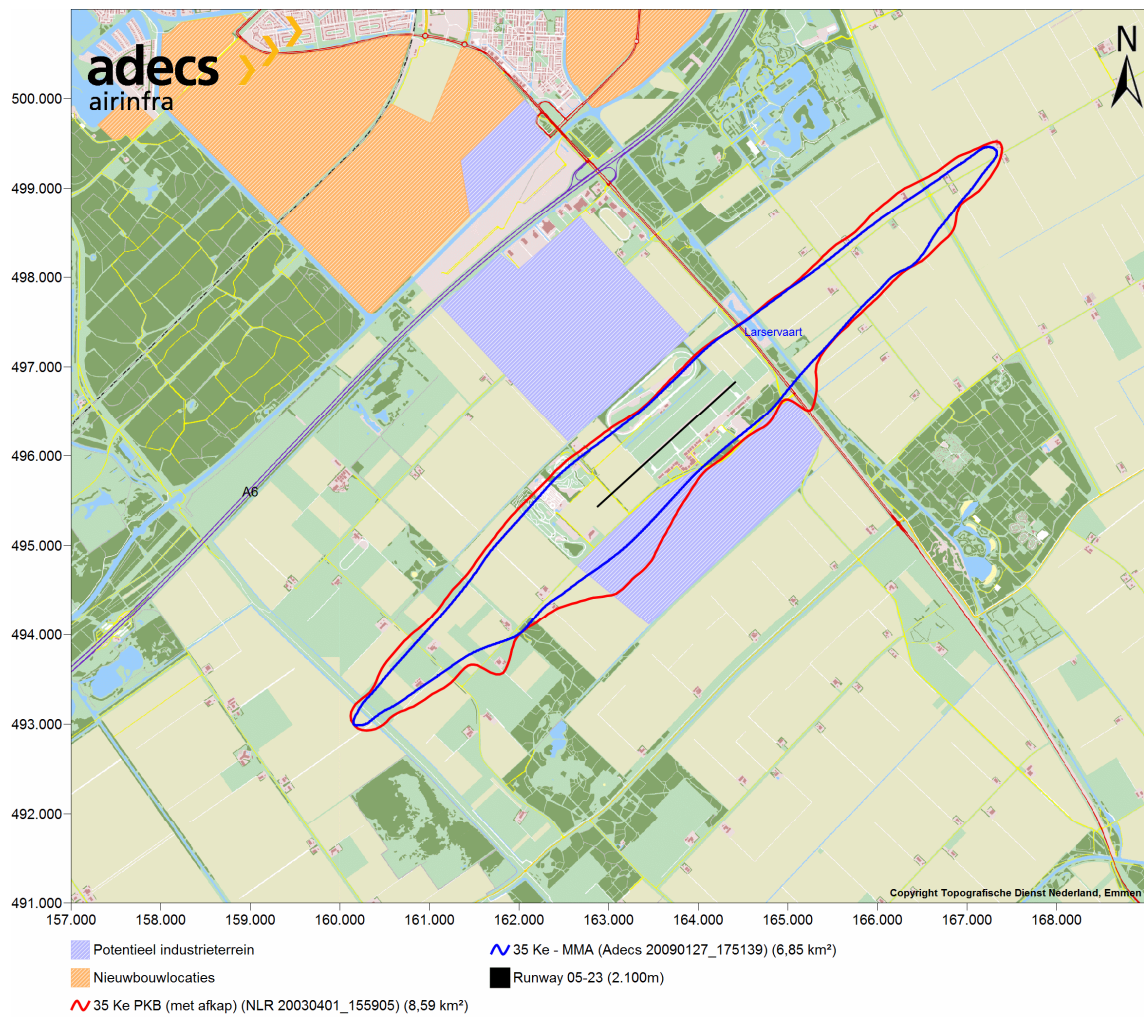 adecs
airinfra
N
500.000
499.000
498.000
497.000
Larservaart
496.000
A6
495.000
494.000
493.000
492.000
491.000
Copyright Topografische Dienst Nederland, Emmen
157.000 158.000 159.000 160.000 161.000 162.000 163.000 164.000 165.000 166.000 167.000 168.000
Potentieel industrieterrein
35 Ke - MMA (Adecs 20090127_175139) (6,85 km²)
Nieuwbouwlocaties
Runway 05-23 (2.100m)
35 Ke PKB (met afkap) (NLR 20030401_155905) (8,59 km²)